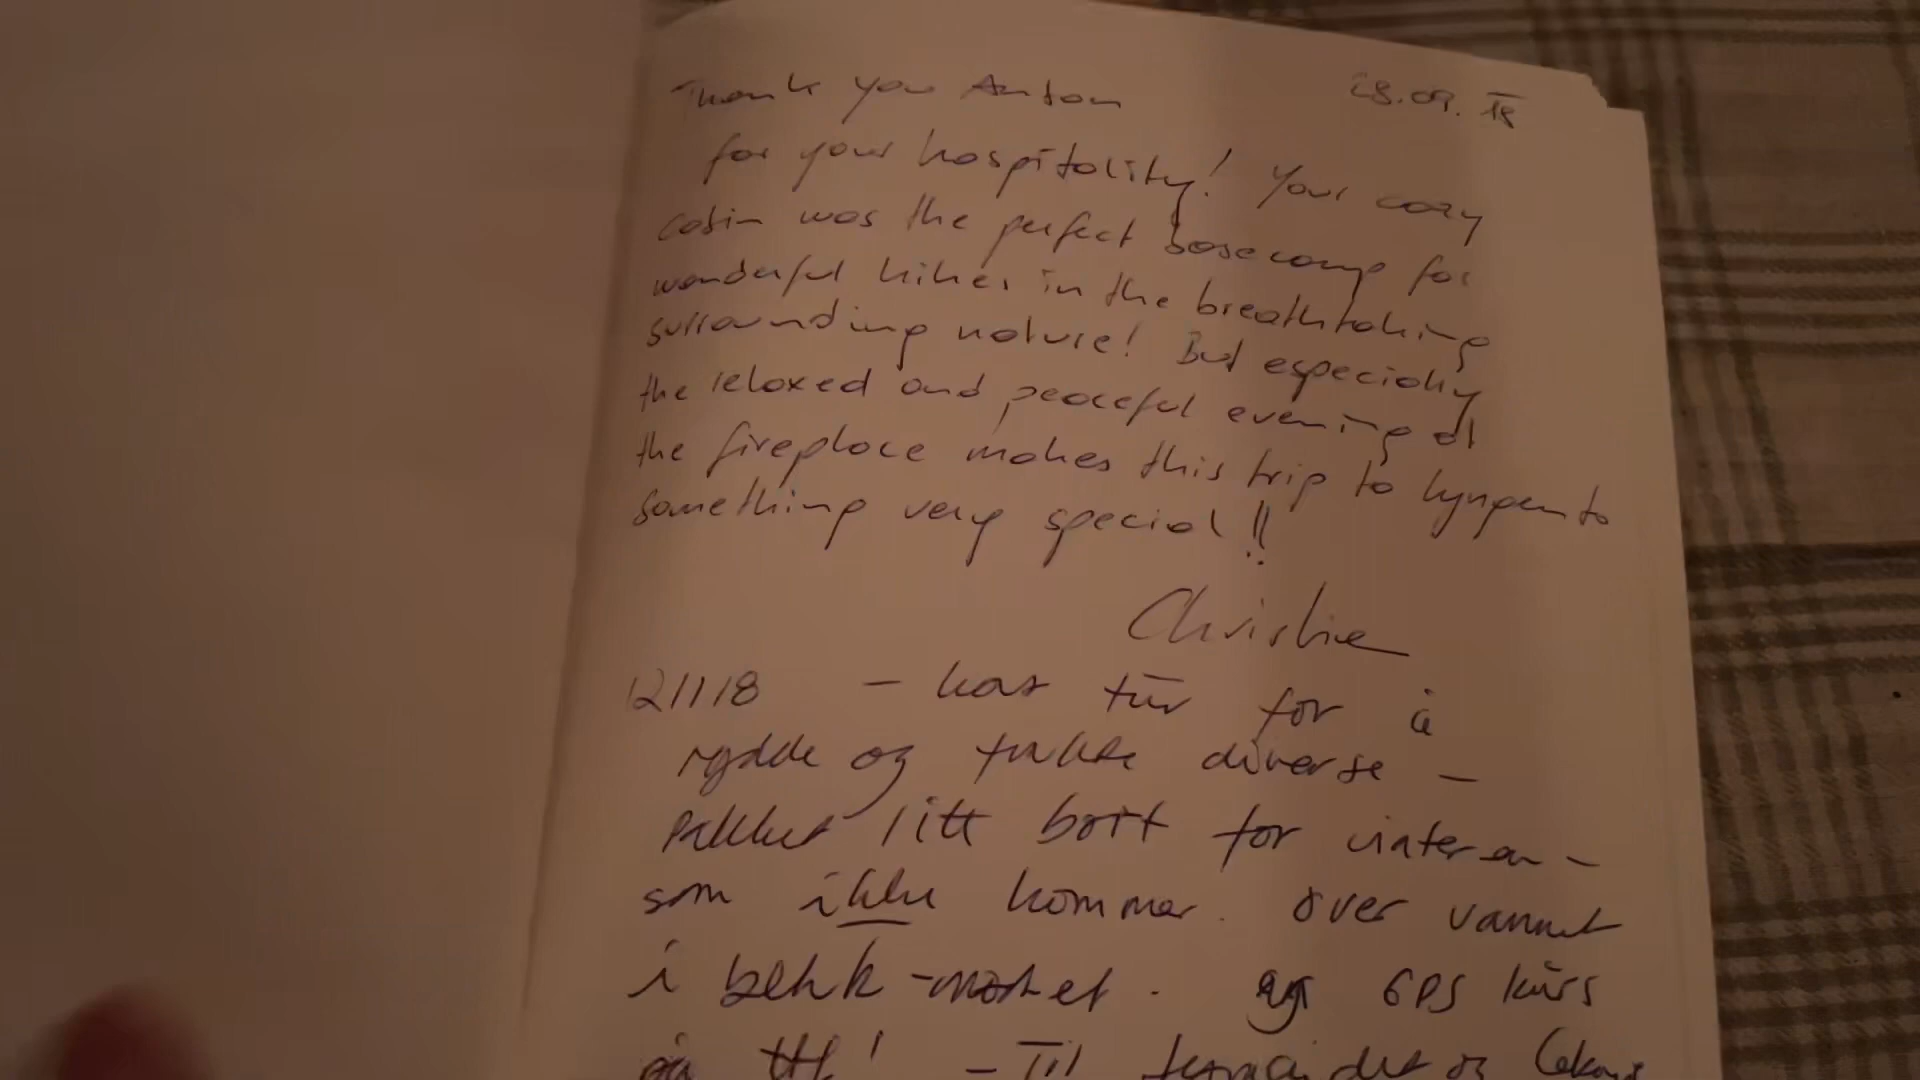 Thank you Anton 28.09.18
for your hospitality! Your cozy
cabin was the perfect basecamp for
wonderful hikes in the breathtaking
surrounding nature! But especially
the relaxed and peaceful evening at
the fireplace makes this trip to Lyngen to
something very special!!
Christine
12/11/18 - kort tur for å
rydde og frakte diverse -
Pakket litt bort for vinteren -
som ikke kommer. over vannet
i bekk-mørket. GPS kurs
på - Til